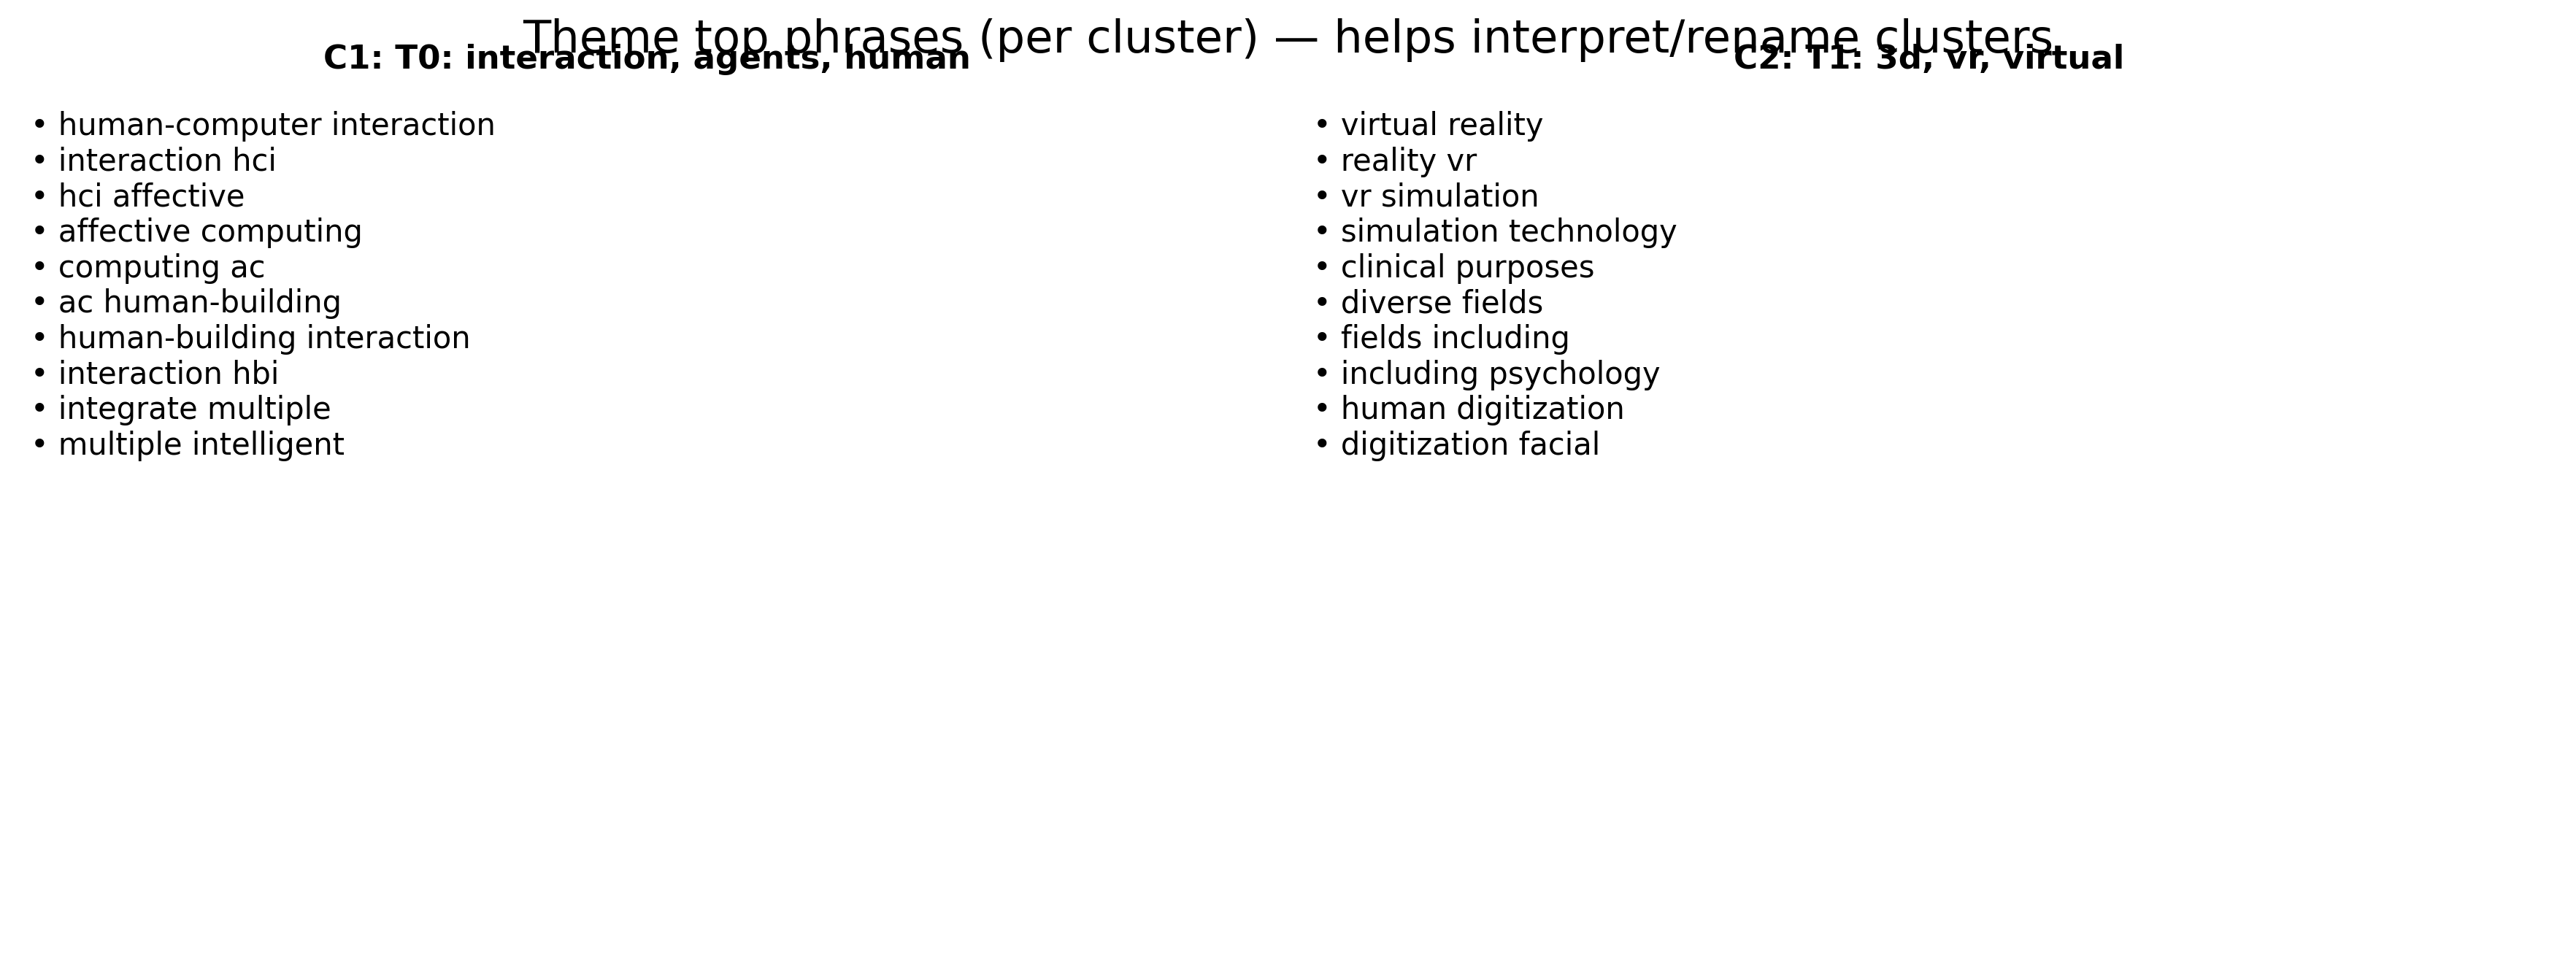 Theme top phrases (per cluster) — helps interpret/rename clusters
C1: T0: interaction, agents, human
• human-computer interaction
• interaction hci
• hci affective
• affective computing
• computing ac
• ac human-building
• human-building interaction
• interaction hbi
• integrate multiple
• multiple intelligent
C2: T1: 3d, vr, virtual
• virtual reality
• reality vr
• vr simulation
• simulation technology
• clinical purposes
• diverse fields
• fields including
• including psychology
• human digitization
• digitization facial